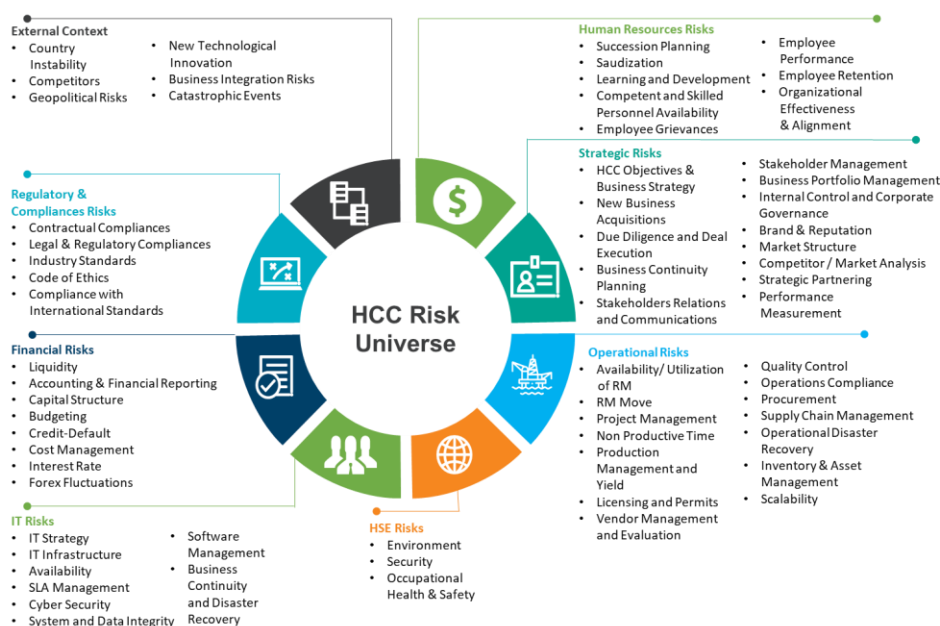 External Context
• Country
Instability
• Competitors
• Geopolitical Risks
• New Technological
Innovation
• Business Integration Risks
• Catastrophic Events
Human Resources Risks
• Succession Planning
• Saudization
• Learning and Development
• Competent and Skilled
Personnel Availability
• Employee Grievances
• Employee
Performance
• Employee Retention
• Organizational
Effectiveness
& Alignment
Strategic Risks
• HCC Objectives &
Business Strategy
• New Business
Acquisitions
• Due Diligence and Deal
Execution
• Business Continuity
Planning
• Stakeholders Relations
and Communications
• Stakeholder Management
• Business Portfolio Management
• Internal Control and Corporate
Governance
• Brand & Reputation
• Market Structure
• Competitor / Market Analysis
• Strategic Partnering
• Performance
Measurement
Regulatory &
Compliances Risks
• Contractual Compliances
• Legal & Regulatory Compliances
• Industry Standards
• Code of Ethics
• Compliance with
International Standards
$
HCC Risk
Universe
Financial Risks
• Liquidity
• Accounting & Financial Reporting
• Capital Structure
• Budgeting
• Credit-Default
• Cost Management
• Interest Rate
• Forex Fluctuations
Operational Risks
• Availability/ Utilization
of RM
• RM Move
• Project Management
• Non Productive Time
• Production
Management and
Yield
• Licensing and Permits
• Vendor Management
and Evaluation
• Quality Control
• Operations Compliance
• Procurement
• Supply Chain Management
• Operational Disaster
Recovery
• Inventory & Asset
Management
• Scalability
IT Risks
• IT Strategy
• IT Infrastructure
• Availability
• SLA Management
• Cyber Security
• System and Data Integrity
• Software
Management
• Business
Continuity
and Disaster
Recovery
HSE Risks
• Environment
• Security
• Occupational
Health & Safety